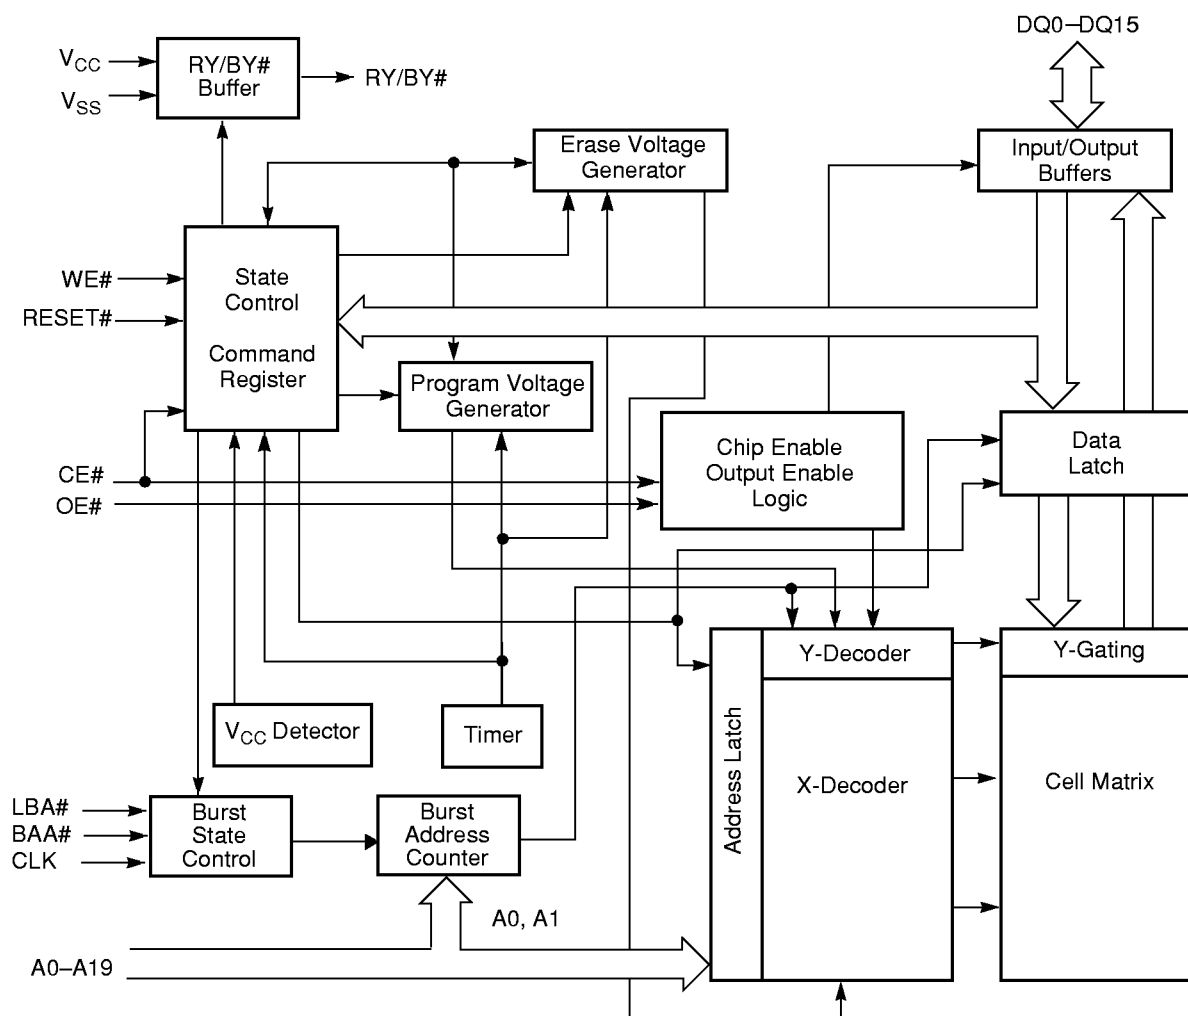 DQ0–DQ15
VCC
VSS
RY/BY#
Buffer
RY/BY#
Erase Voltage
Generator
Input/Output
Buffers
WE#
RESET#
State
Control
Command
Register
Program Voltage
Generator
Chip Enable
Output Enable
Logic
Data
Latch
CE#
OE#
Address Latch
Y-Decoder
X-Decoder
Y-Gating
Cell Matrix
VCC Detector
Timer
LBA#
BAA#
CLK
Burst
State
Control
Burst
Address
Counter
A0, A1
A0–A19